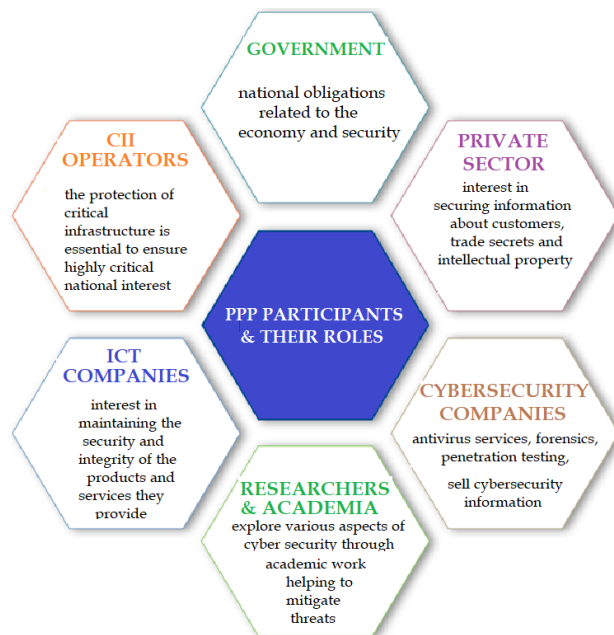 GOVERNMENT
national obligations
related to the
economy and security
CII
OPERATORS
the protection of
critical
infrastructure is
essential to ensure
highly critical
national interest
PRIVATE
SECTOR
interest in
securing information
about customers,
trade secrets and
intellectual property
PPP PARTICIPANTS
& THEIR ROLES
ICT
COMPANIES
interest in
maintaining the
security and
integrity of the
products and
services they
provide
CYBERSECURITY
COMPANIES
antivirus services, forensics,
penetration testing,
sell cybersecurity
information
RESEARCHERS
& ACADEMIA
explore various aspects of
cyber security through
academic work
helping to
mitigate
threats